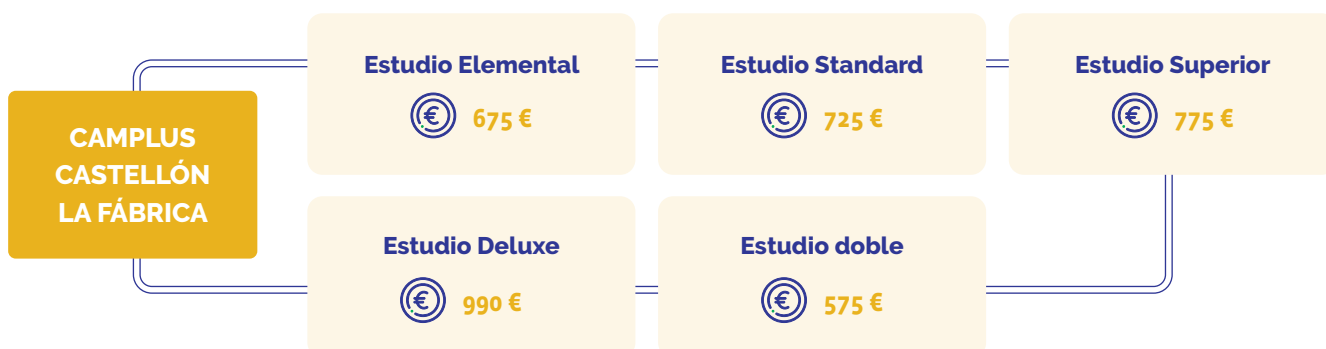 CAMPLUS
CASTELLÓN
LA FÁBRICA
Estudio Elemental
€ 675 €
Estudio Standard
€ 725 €
Estudio Superior
€ 775 €
Estudio Deluxe
€ 990 €
Estudio doble
€ 575 €